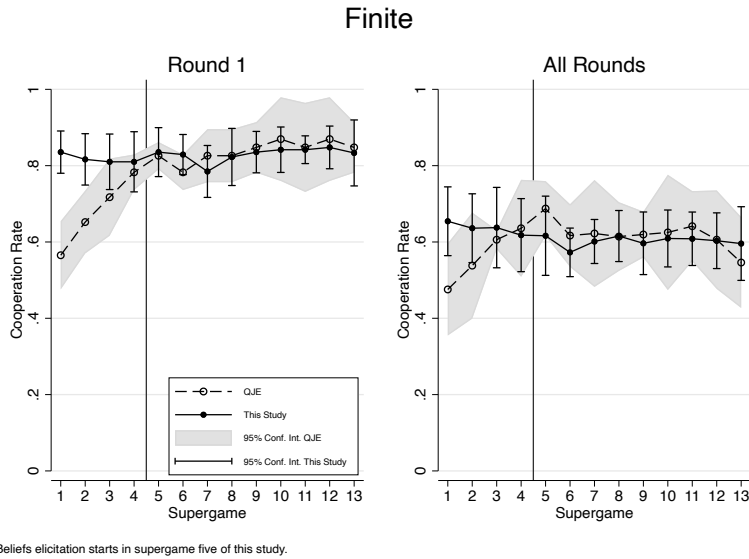 Finite
Round 1
Cooperation Rate
1
.8
.6
.4
.2
0
1 2 3 4 5 6 7 8 9 10 11 12 13
Supergame
QJE
This Study
95% Conf. Int. QJE
95% Conf. Int. This Study
All Rounds
Cooperation Rate
1
.8
.6
.4
.2
0
1 2 3 4 5 6 7 8 9 10 11 12 13
Supergame
Beliefs elicitation starts in supergame five of this study.